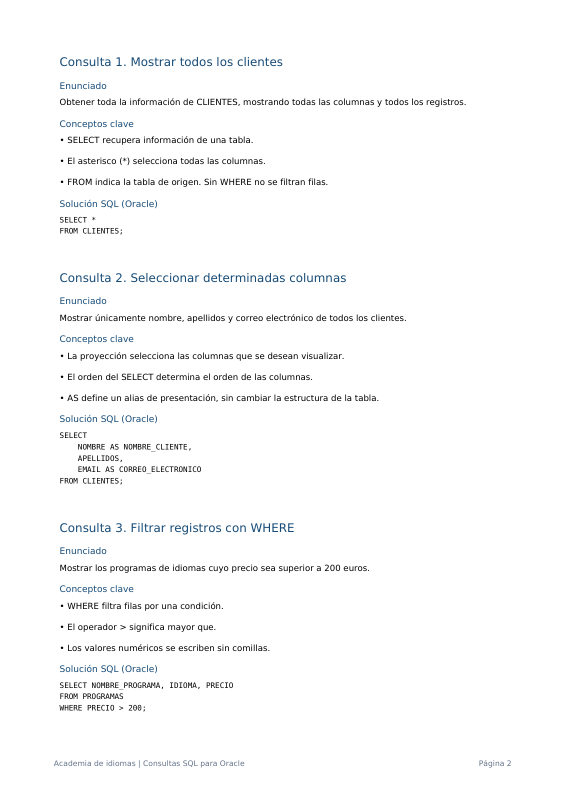 Consulta 1. Mostrar todos los clientes
Enunciado
Obtener toda la información de CLIENTES, mostrando todas las columnas y todos los registros.
Conceptos clave
• SELECT recupera información de una tabla.
• El asterisco (*) selecciona todas las columnas.
• FROM indica la tabla de origen. Sin WHERE no se filtran filas.
Solución SQL (Oracle)
SELECT *
FROM CLIENTES;
Consulta 2. Seleccionar determinadas columnas
Enunciado
Mostrar únicamente nombre, apellidos y correo electrónico de todos los clientes.
Conceptos clave
• La proyección selecciona las columnas que se desean visualizar.
• El orden del SELECT determina el orden de las columnas.
• AS define un alias de presentación, sin cambiar la estructura de la tabla.
Solución SQL (Oracle)
SELECT
    NOMBRE AS NOMBRE_CLIENTE,
    APELLIDOS,
    EMAIL AS CORREO_ELECTRONICO
FROM CLIENTES;
Consulta 3. Filtrar registros con WHERE
Enunciado
Mostrar los programas de idiomas cuyo precio sea superior a 200 euros.
Conceptos clave
• WHERE filtra filas por una condición.
• El operador > significa mayor que.
• Los valores numéricos se escriben sin comillas.
Solución SQL (Oracle)
SELECT NOMBRE_PROGRAMA, IDIOMA, PRECIO
FROM PROGRAMAS
WHERE PRECIO > 200;
Academia de idiomas | Consultas SQL para Oracle
Página 2